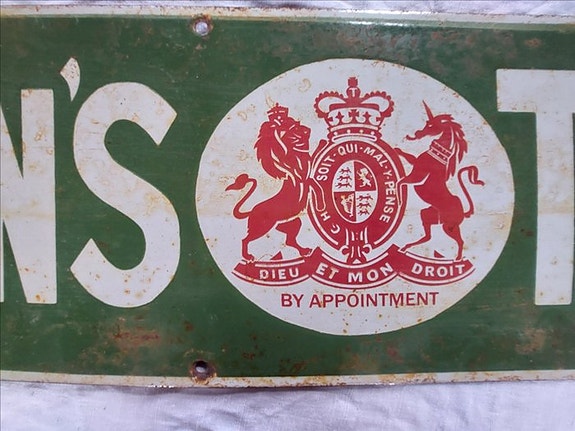 N'S T
SOIT·QUI·MAL·Y·PENSE
DIEU ET MON DROIT
BY APPOINTMENT